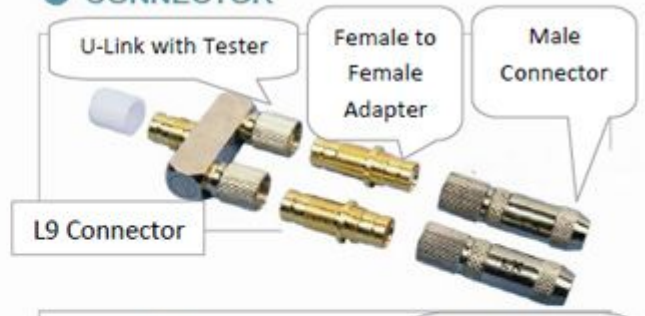 CONNECTOR
U-Link with Tester
Female to
Female
Adapter
Male
Connector
L9 Connector